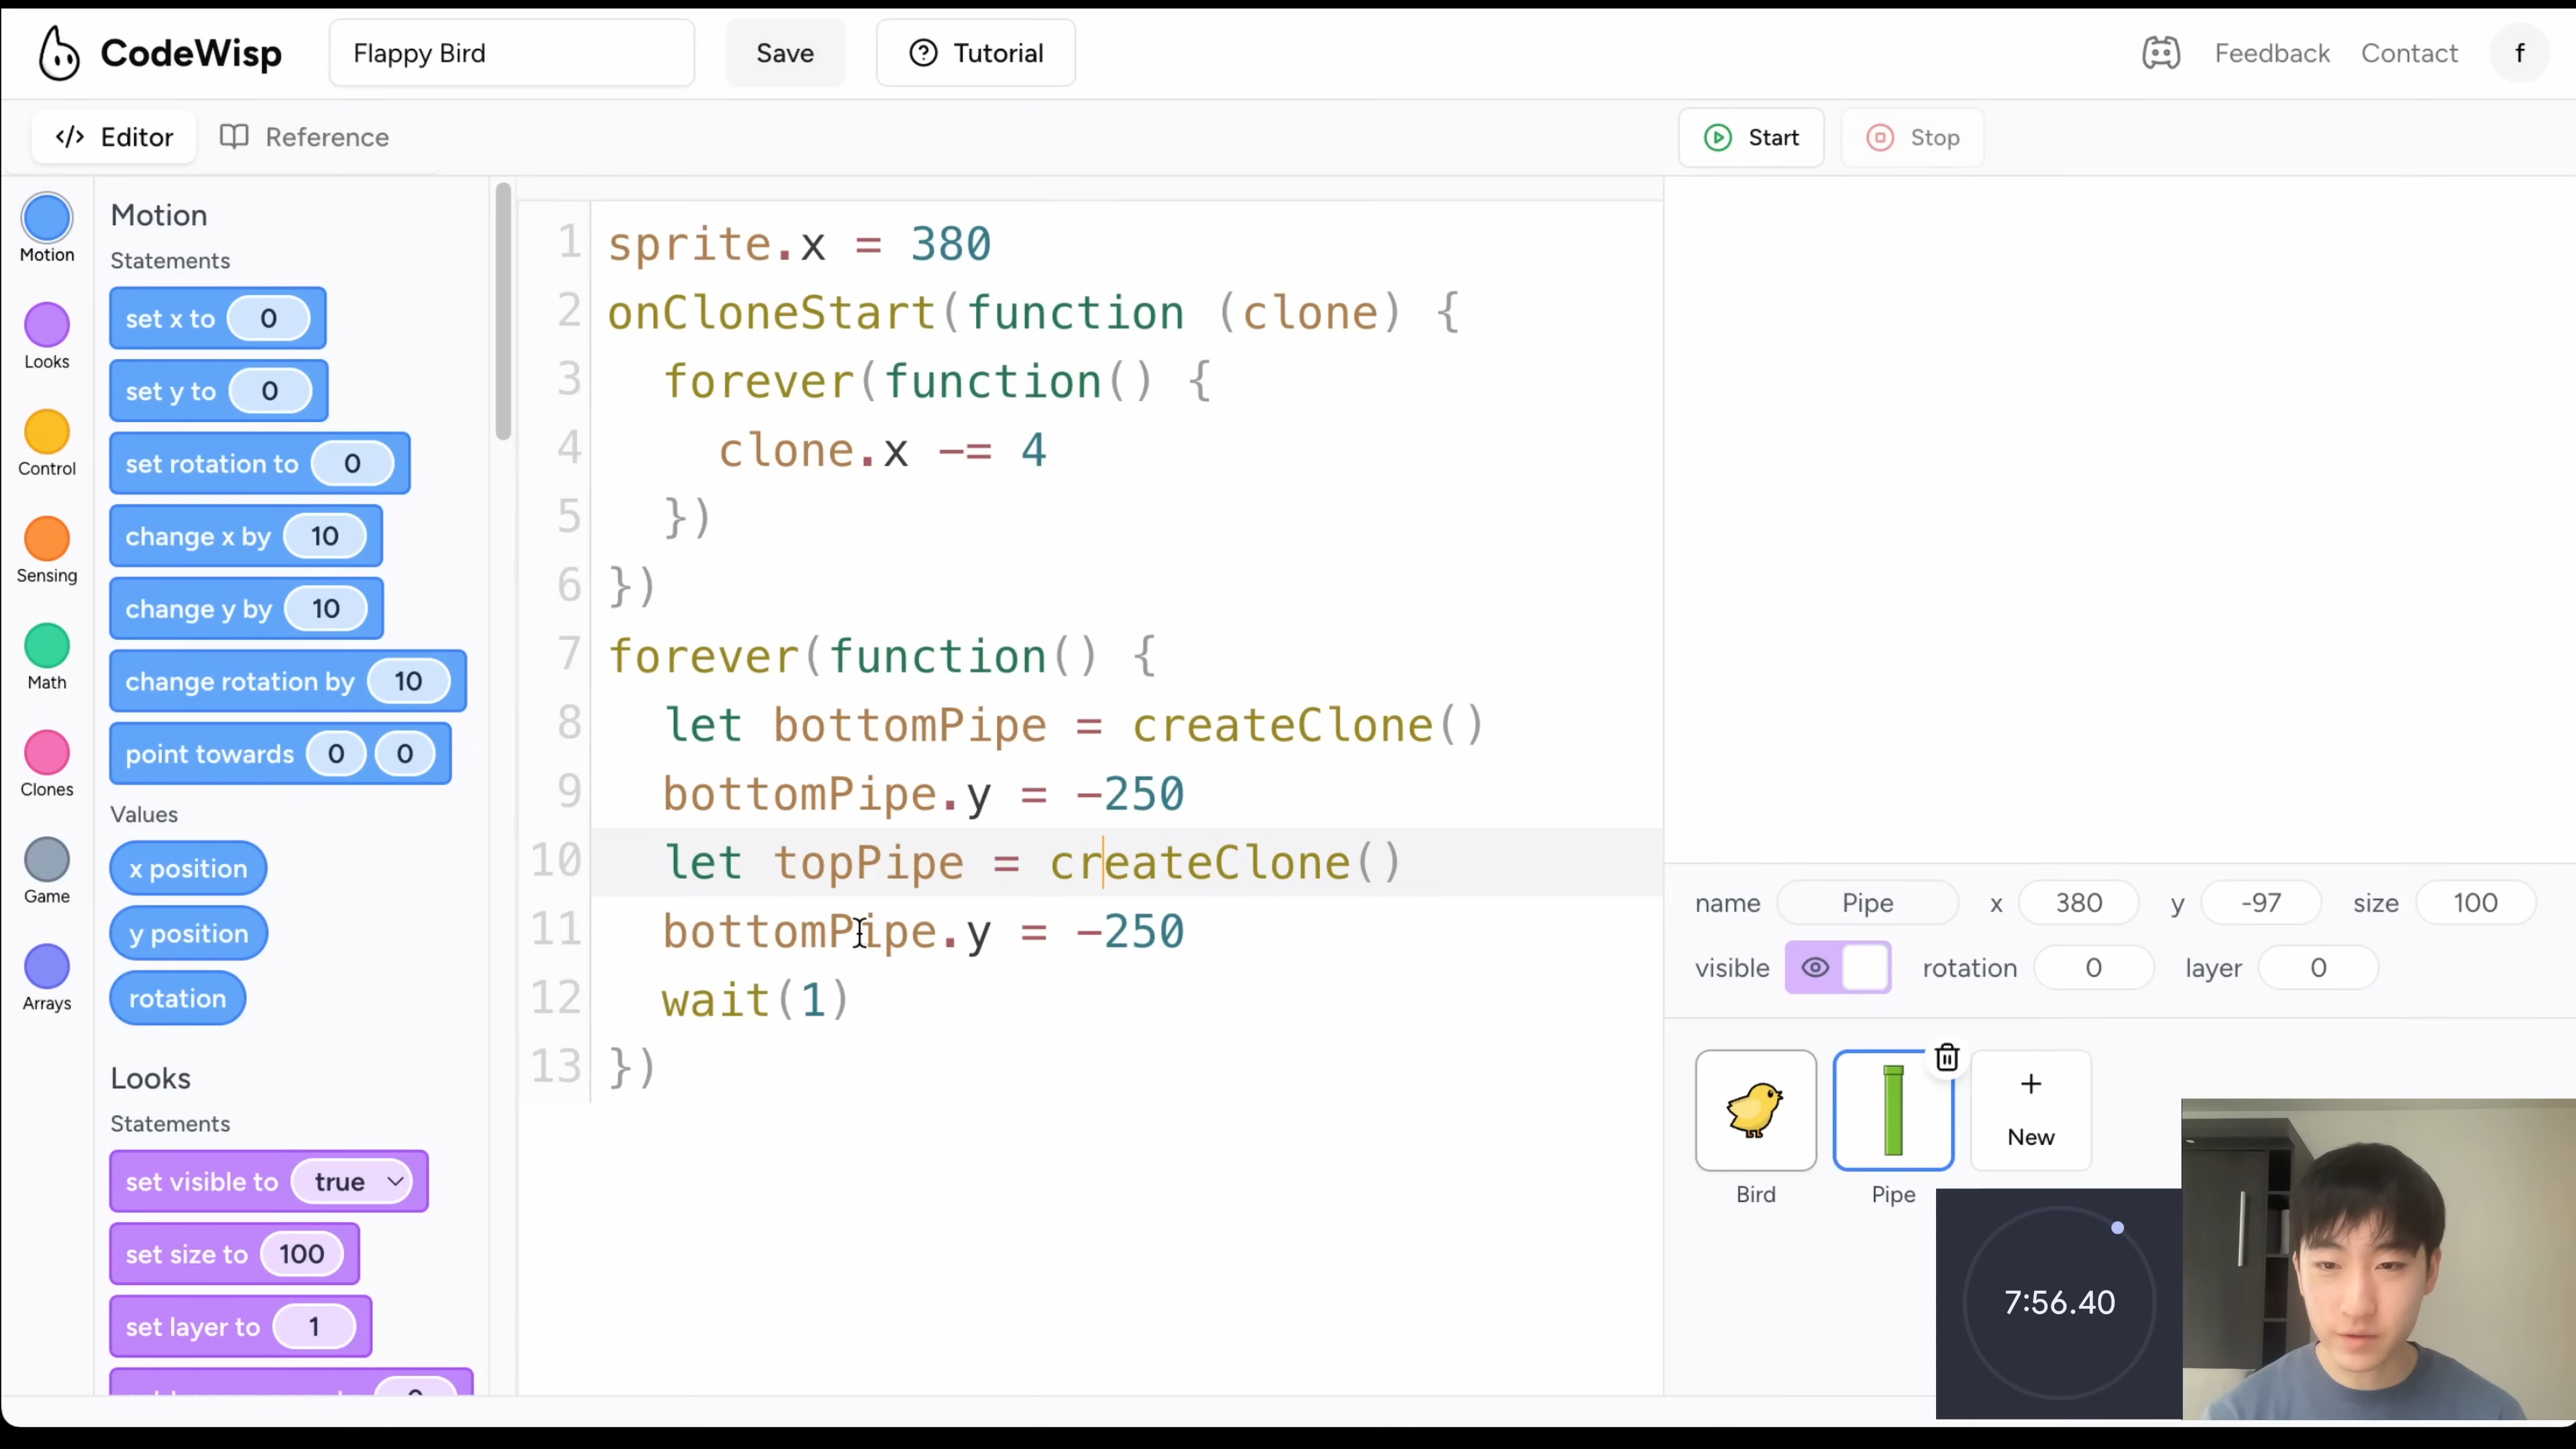 CodeWisp
Flappy Bird
Save
Tutorial
Feedback
Contact
f
Editor
Reference
Start
Stop
Motion
Looks
Control
Sensing
Math
Clones
Game
Arrays
Motion
Statements
set x to 0
set y to 0
set rotation to 0
change x by 10
change y by 10
change rotation by 10
point towards 0 0
Values
x position
y position
rotation
Looks
Statements
set visible to true
set size to 100
set layer to 1
1 sprite.x = 380
2 onCloneStart(function (clone) {
3 forever(function() {
4 clone.x -= 4
5 })
6 })
7 forever(function() {
8 let bottomPipe = createClone()
9 bottomPipe.y = -250
10 let topPipe = createClone()
11 bottomPipe.y = -250
12 wait(1)
13 })
name Pipe x 380 y -97 size 100
visible rotation 0 layer 0
Bird
Pipe
New
7:56.40